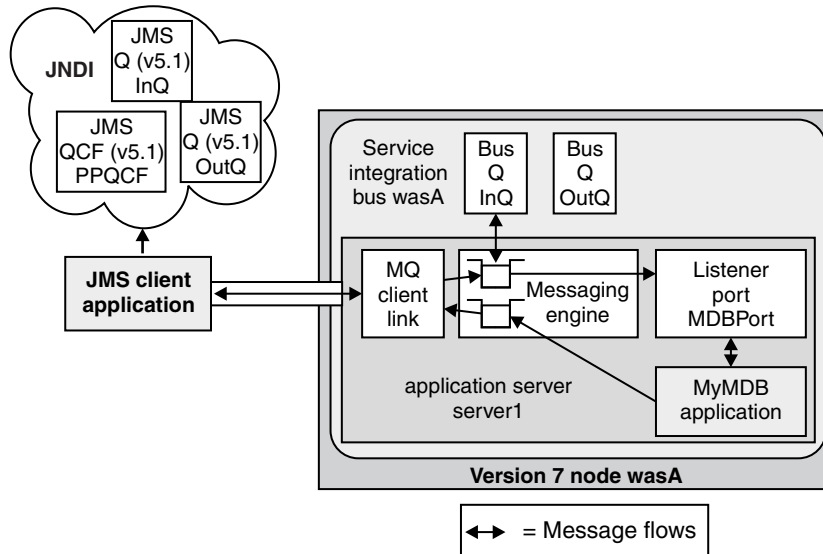 JMS
Q (v5.1)
InQ
JNDI
JMS
QCF (v5.1)
PPQCF
JMS
Q (v5.1)
OutQ
Service
integration
bus wasA
Bus
Q
InQ
Bus
Q
OutQ
JMS client
application
MQ
client
link
Messaging
engine
Listener
port
MDBPort
application server
server1
MyMDB
application
Version 7 node wasA
= Message flows